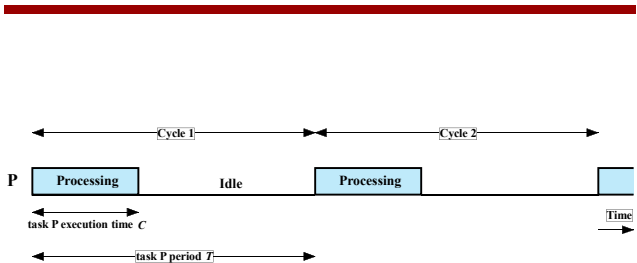 Cycle 1
Cycle 2
P
Processing
Idle
Processing
task P execution time C
Time
task P period T